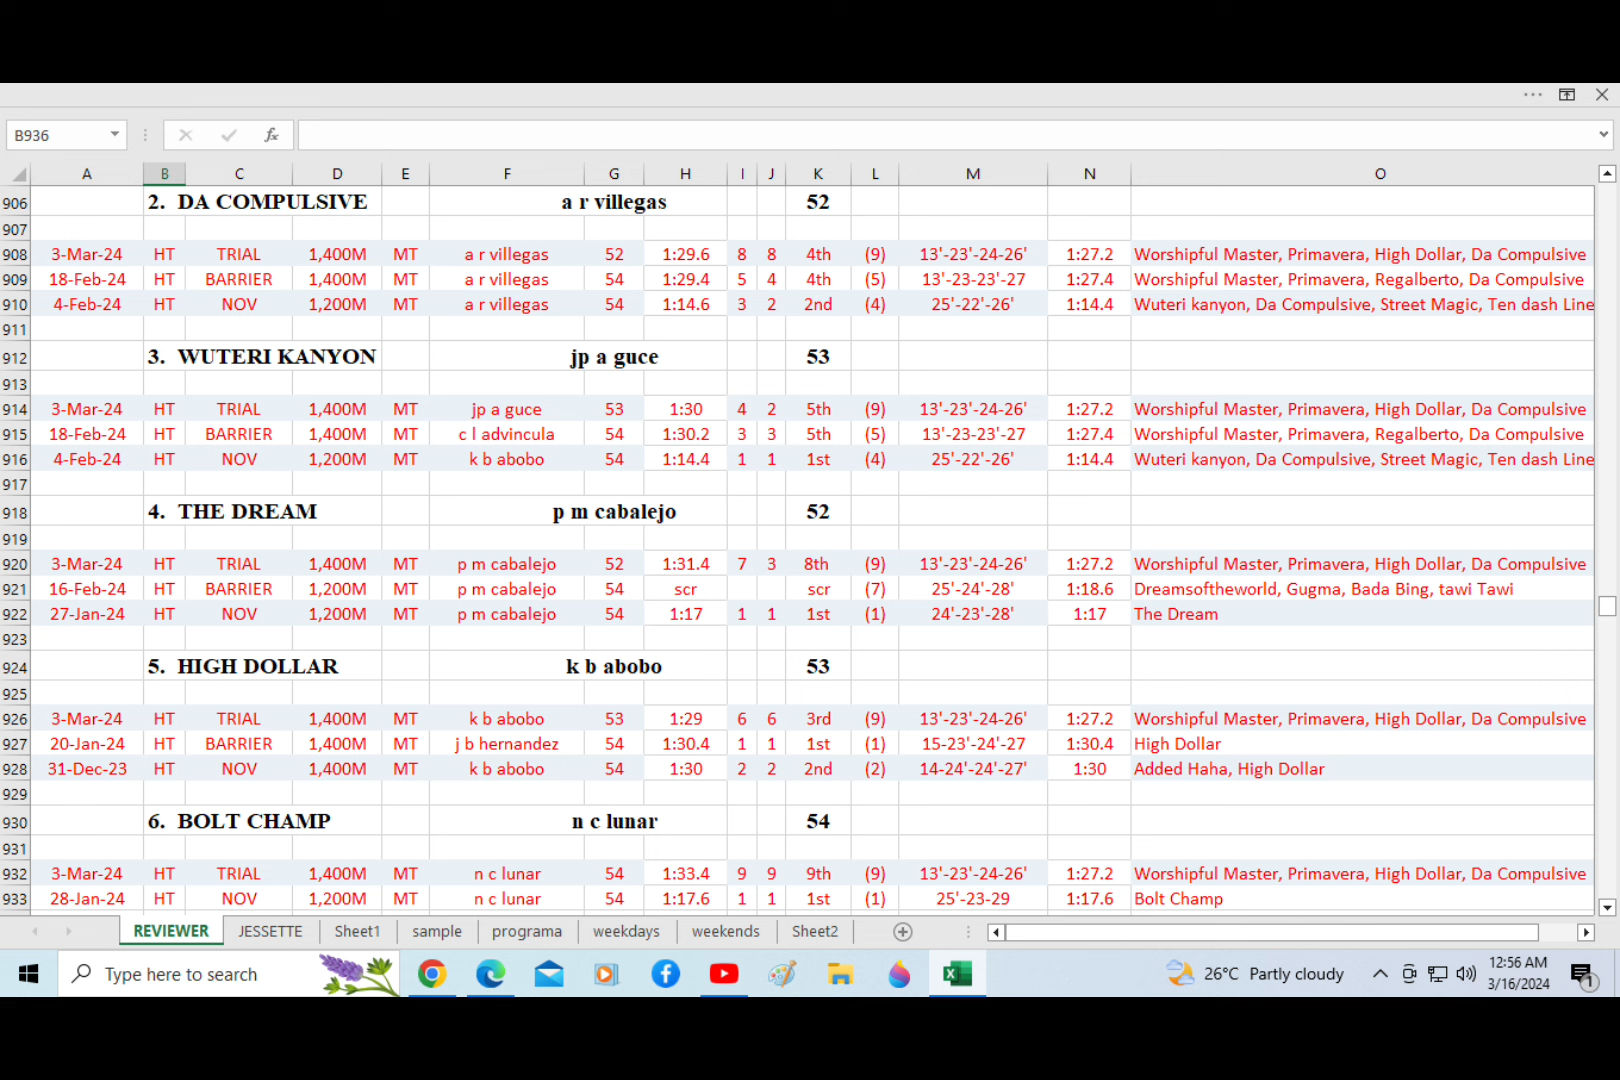 B936
fx
A B C D E F G H I J K L M N O
906 2. DA COMPULSIVE a r villegas 52
907
908 3-Mar-24 HT TRIAL 1,400M MT a r villegas 52 1:29.6 8 8 4th (9) 13'-23'-24-26' 1:27.2 Worshipful Master, Primavera, High Dollar, Da Compulsive
909 18-Feb-24 HT BARRIER 1,400M MT a r villegas 54 1:29.4 5 4 4th (5) 13'-23-23'-27 1:27.4 Worshipful Master, Primavera, Regalberto, Da Compulsive
910 4-Feb-24 HT NOV 1,200M MT a r villegas 54 1:14.6 3 2 2nd (4) 25'-22'-26' 1:14.4 Wuteri kanyon, Da Compulsive, Street Magic, Ten dash Line
911
912 3. WUTERI KANYON jp a guce 53
913
914 3-Mar-24 HT TRIAL 1,400M MT jp a guce 53 1:30 4 2 5th (9) 13'-23'-24-26' 1:27.2 Worshipful Master, Primavera, High Dollar, Da Compulsive
915 18-Feb-24 HT BARRIER 1,400M MT c l advincula 54 1:30.2 3 3 5th (5) 13'-23-23'-27 1:27.4 Worshipful Master, Primavera, Regalberto, Da Compulsive
916 4-Feb-24 HT NOV 1,200M MT k b abobo 54 1:14.4 1 1 1st (4) 25'-22'-26' 1:14.4 Wuteri kanyon, Da Compulsive, Street Magic, Ten dash Line
917
918 4. THE DREAM p m cabalejo 52
919
920 3-Mar-24 HT TRIAL 1,400M MT p m cabalejo 52 1:31.4 7 3 8th (9) 13'-23'-24-26' 1:27.2 Worshipful Master, Primavera, High Dollar, Da Compulsive
921 16-Feb-24 HT BARRIER 1,200M MT p m cabalejo 54 scr scr (7) 25'-24'-28' 1:18.6 Dreamsoftheworld, Gugma, Bada Bing, tawi Tawi
922 27-Jan-24 HT NOV 1,200M MT p m cabalejo 54 1:17 1 1 1st (1) 24'-23'-28' 1:17 The Dream
923
924 5. HIGH DOLLAR k b abobo 53
925
926 3-Mar-24 HT TRIAL 1,400M MT k b abobo 53 1:29 6 6 3rd (9) 13'-23'-24-26' 1:27.2 Worshipful Master, Primavera, High Dollar, Da Compulsive
927 20-Jan-24 HT BARRIER 1,400M MT j b hernandez 54 1:30.4 1 1 1st (1) 15-23'-24'-27 1:30.4 High Dollar
928 31-Dec-23 HT NOV 1,400M MT k b abobo 54 1:30 2 2 2nd (2) 14-24'-24'-27' 1:30 Added Haha, High Dollar
929
930 6. BOLT CHAMP n c lunar 54
931
932 3-Mar-24 HT TRIAL 1,400M MT n c lunar 54 1:33.4 9 9 9th (9) 13'-23'-24-26' 1:27.2 Worshipful Master, Primavera, High Dollar, Da Compulsive
933 28-Jan-24 HT NOV 1,200M MT n c lunar 54 1:17.6 1 1 1st (1) 25'-23-29 1:17.6 Bolt Champ
REVIEWER JESSETTE Sheet1 sample programa weekdays weekends Sheet2
Type here to search
26°C Partly cloudy
12:56 AM
3/16/2024
1